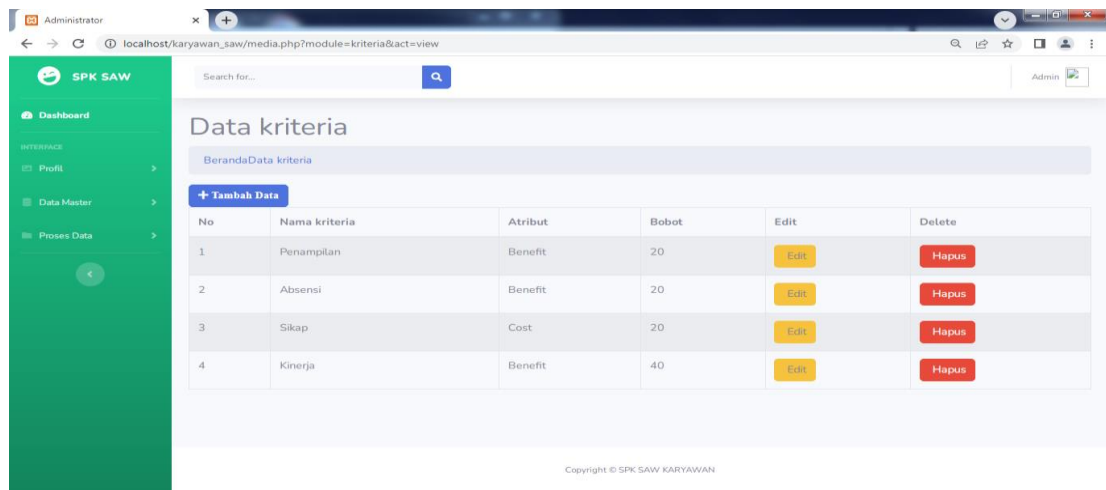 Administrator
localhost/karyawan_saw/media.php?module=kriteria&act=view
SPK SAW
Search for...
Admin
Dashboard
INTERFACE
Profil
Data Master
Proses Data
Data kriteria
BerandaData kriteria
+ Tambah Data
No Nama kriteria Atribut Bobot Edit Delete
1 Penampilan Benefit 20 Edit Hapus
2 Absensi Benefit 20 Edit Hapus
3 Sikap Cost 20 Edit Hapus
4 Kinerja Benefit 40 Edit Hapus
Copyright © SPK SAW KARYAWAN